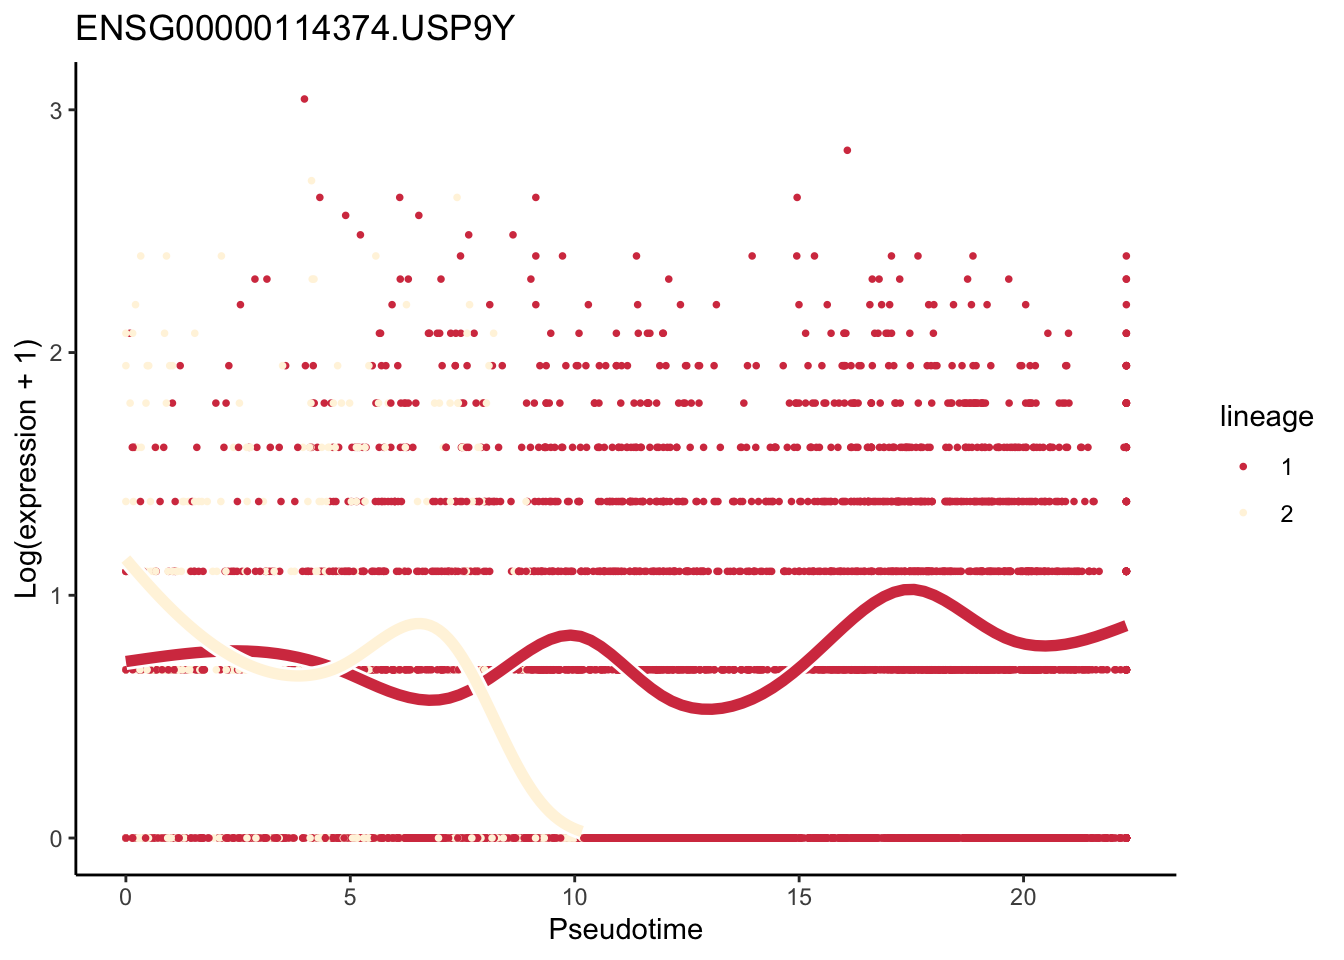 ENSG00000114374.USP9Y
Log(expression + 1)
3
2
1
0
0 5 10 15 20
Pseudotime
lineage
1
2